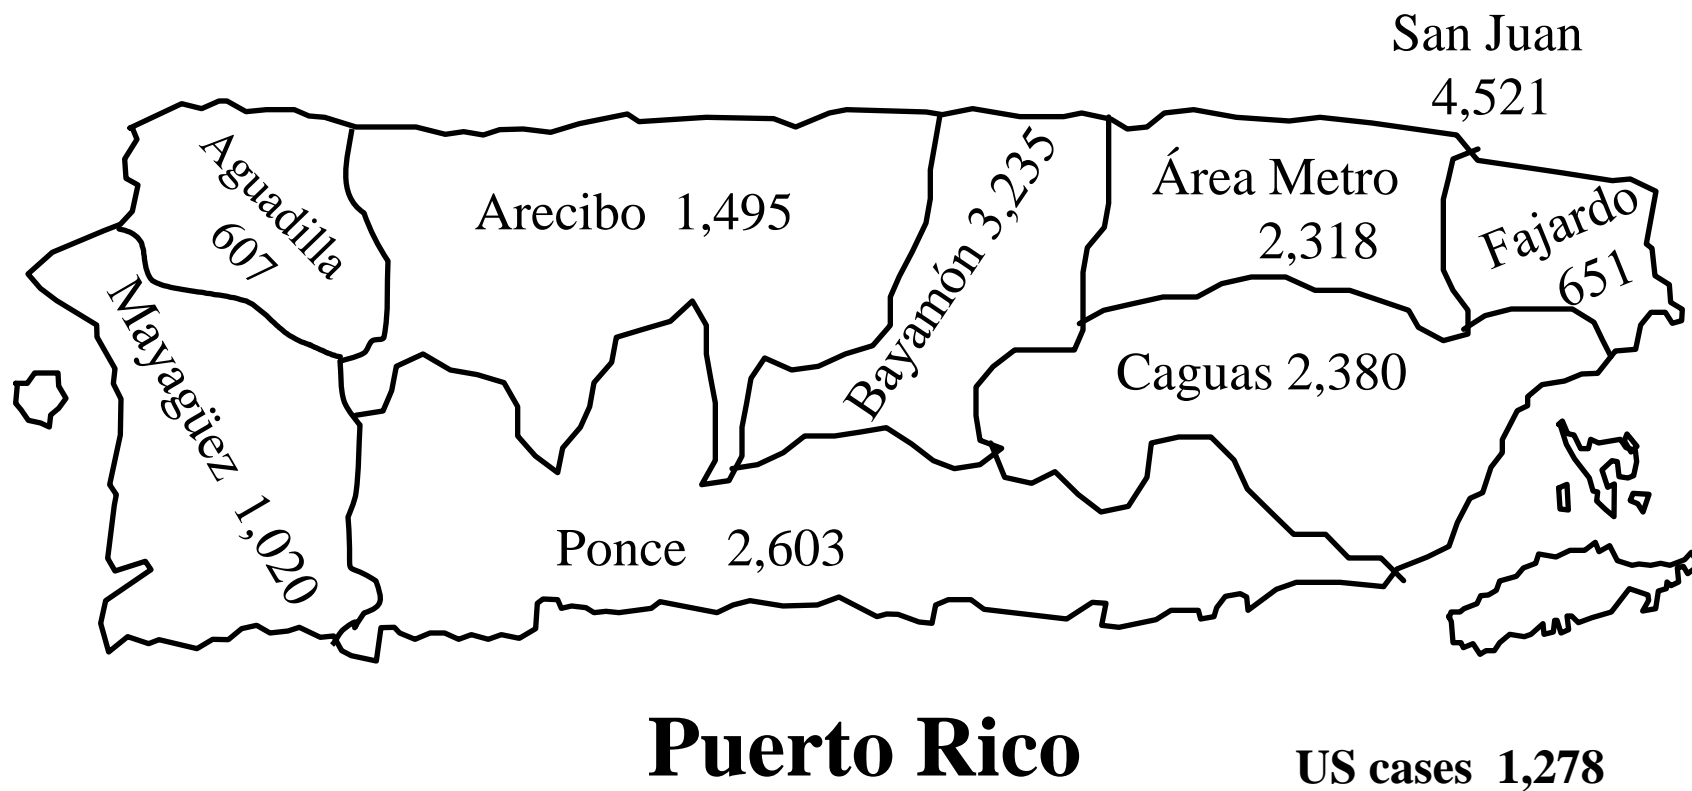 San Juan
4,521
Aguadilla
607
Arecibo 1,495
Bayamón 3,235
Área Metro
2,318
Fajardo
651
Mayagüez 1,020
Caguas 2,380
Ponce 2,603
Puerto Rico
US cases 1,278